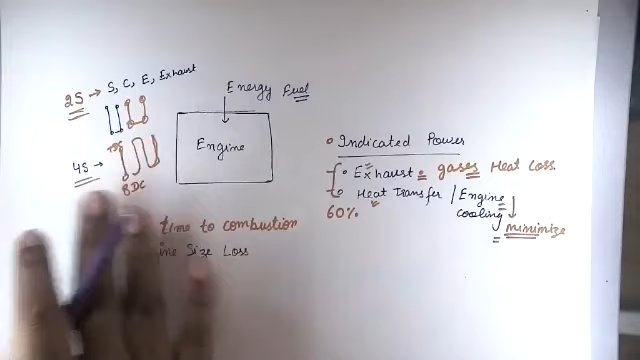 2S → S, C, E, Exhaust
Energy Fuel
Engine
TDC
4S →
BDC
time to combustion
ine Size Loss
Indicated Power
Exhaust gases Heat Loss
Heat Transfer / Engine
cooling
60%
minimize